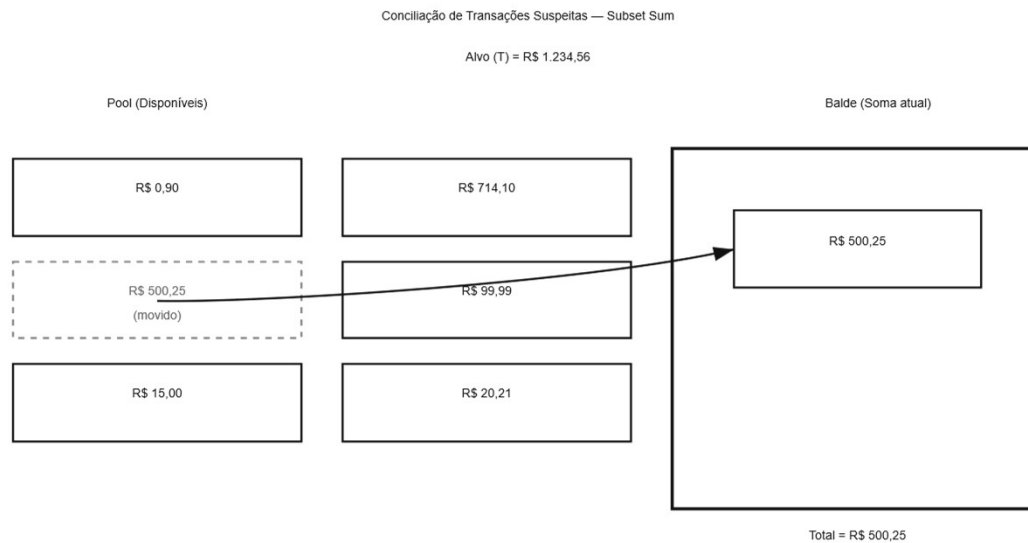 Conciliação de Transações Suspeitas — Subset Sum
Alvo (T) = R$ 1.234,56
Pool (Disponíveis)
Balde (Soma atual)
R$ 0,90
R$ 714,10
R$ 500,25
R$ 500,25
(movido)
R$ 99,99
R$ 15,00
R$ 20,21
Total = R$ 500,25